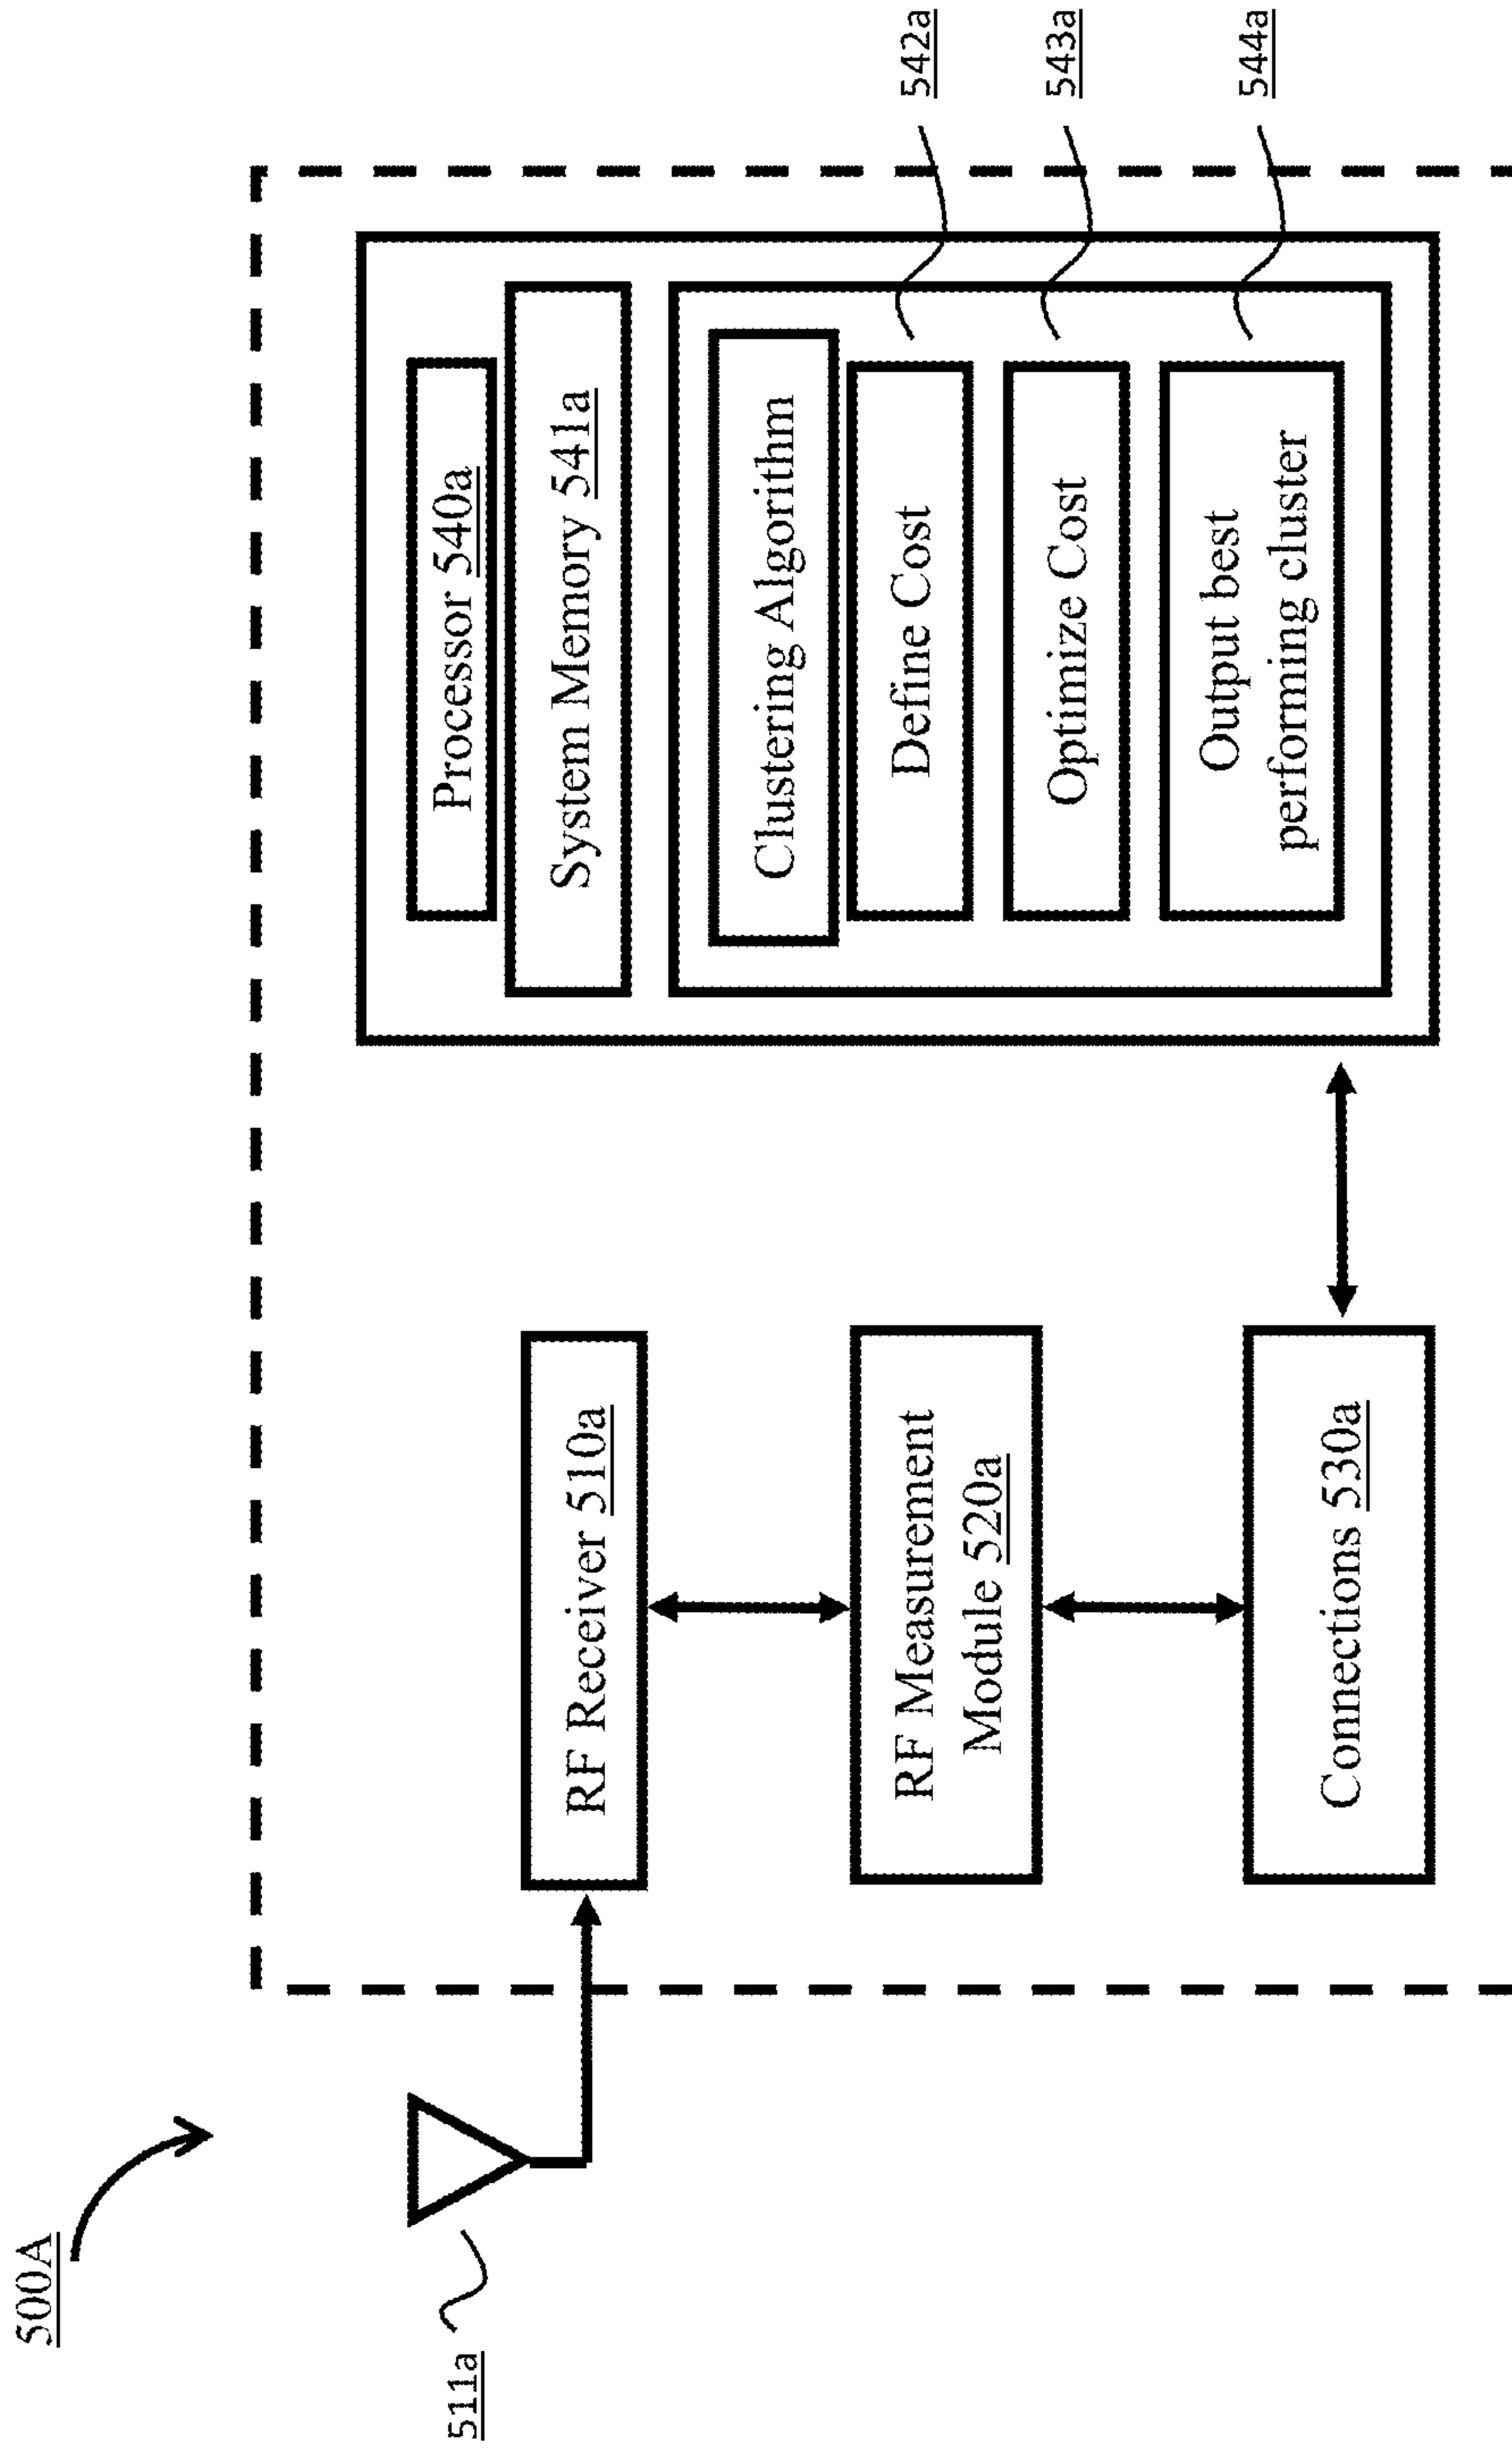 500A
511a
RF Receiver 510a
RF Measurement
Module 520a
Connections 530a
Processor 540a
System Memory 541a
Clustering Algorithm
Define Cost
Optimize Cost
Output best
performing cluster
542a
543a
544a